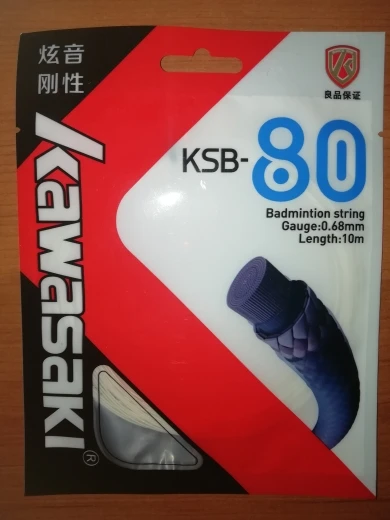 炫音
刚性
Kawasaki
®
良品保证
KSB-80
Badmintion string
Gauge:0.68mm
Length:10m